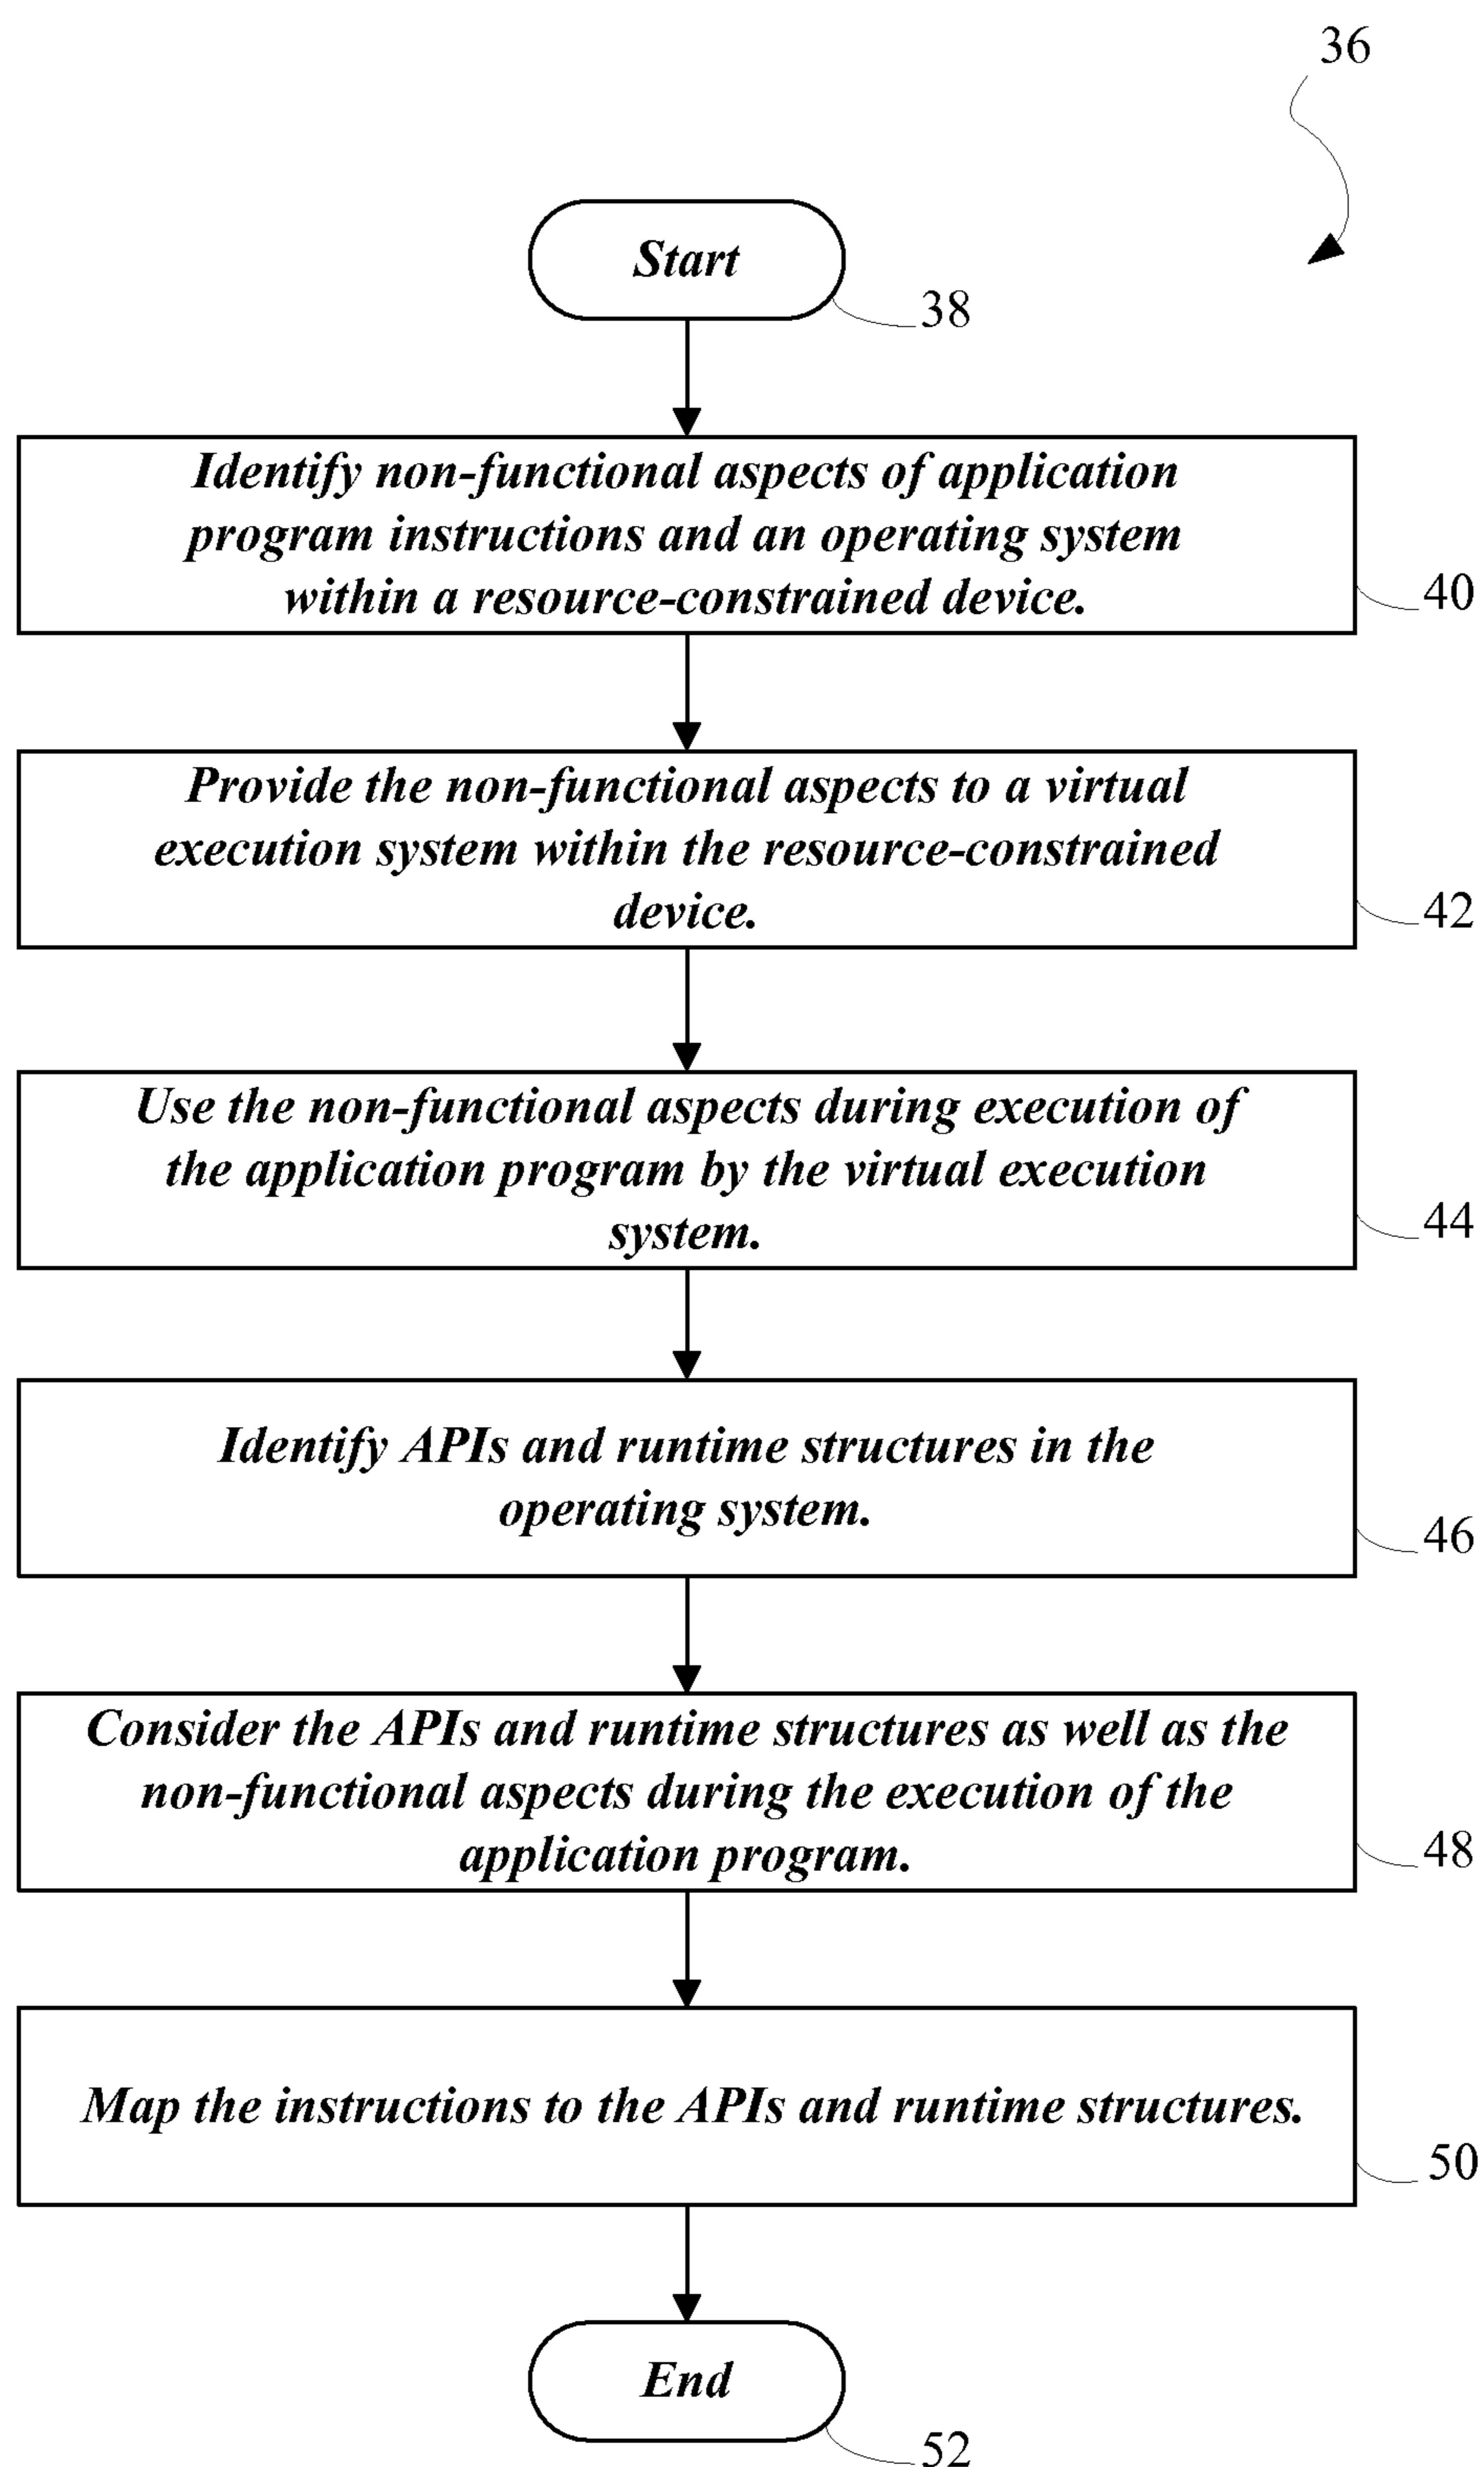 36
Start
38
Identify non-functional aspects of application
program instructions and an operating system
within a resource-constrained device.
40
Provide the non-functional aspects to a virtual
execution system within the resource-constrained
device.
42
Use the non-functional aspects during execution of
the application program by the virtual execution
system.
44
Identify APIs and runtime structures in the
operating system.
46
Consider the APIs and runtime structures as well as the
non-functional aspects during the execution of the
application program.
48
Map the instructions to the APIs and runtime structures.
50
End
52